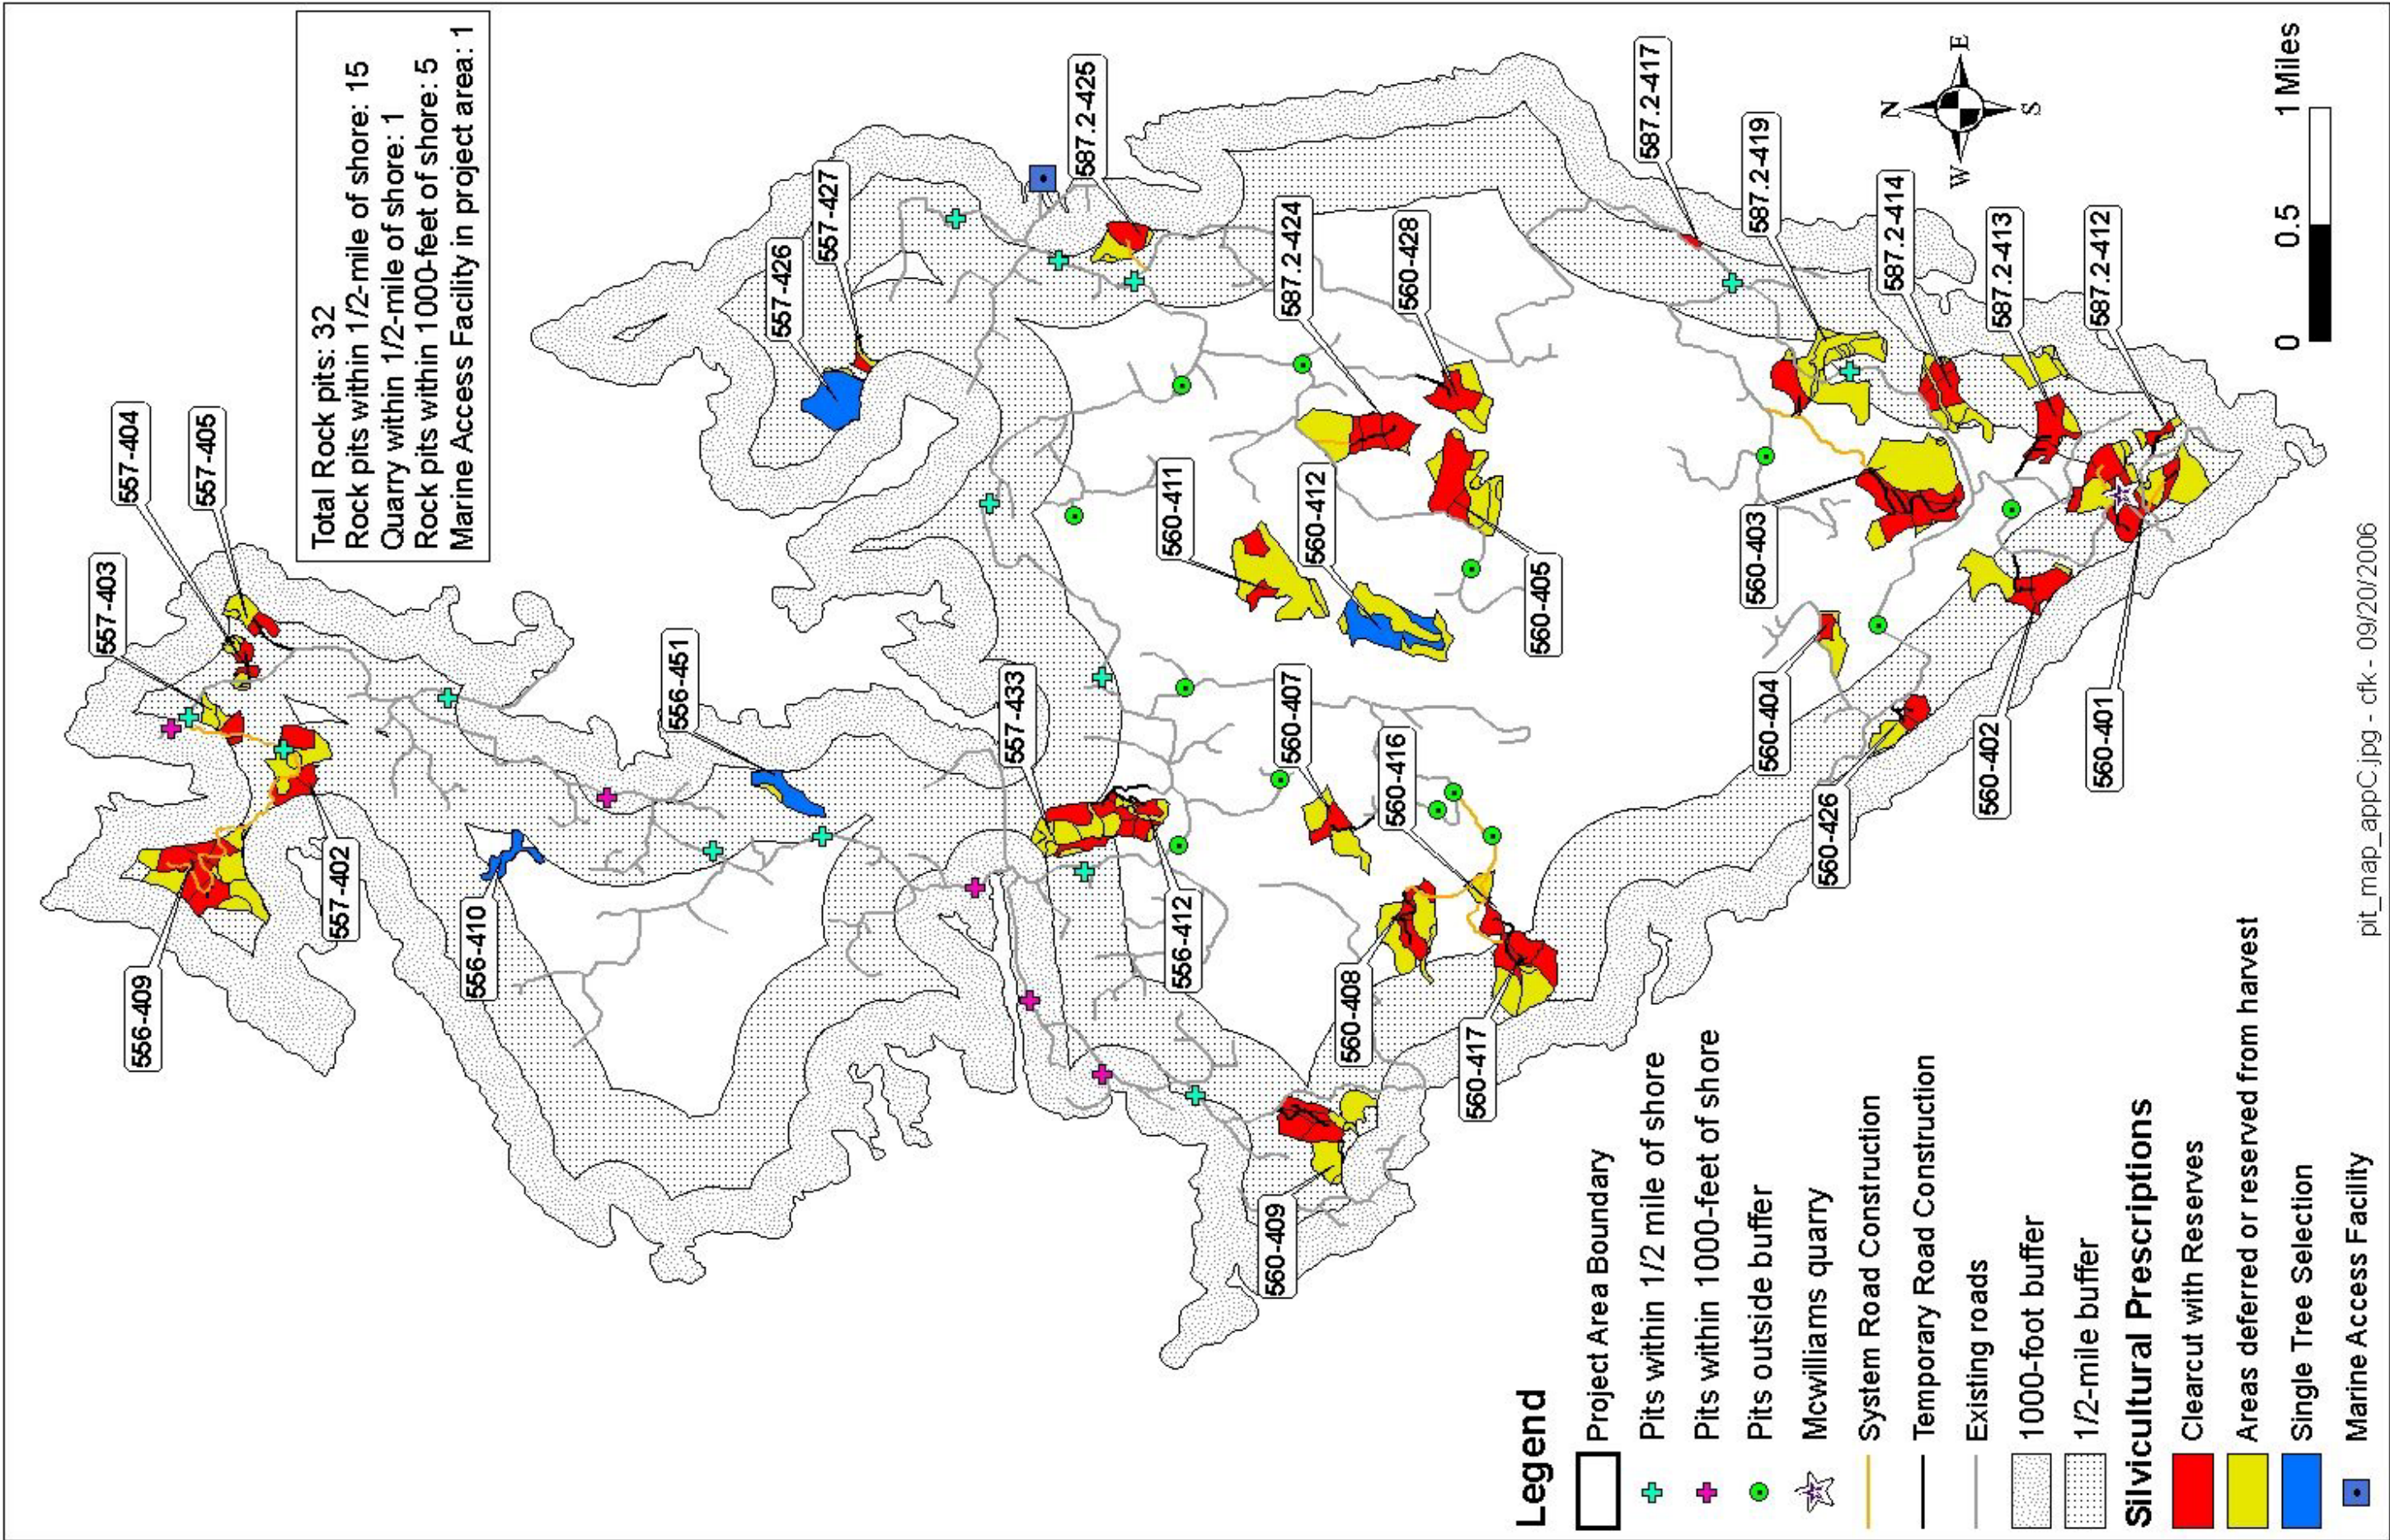 Total Rock pits: 32
Rock pits within 1/2-mile of shore: 15
Quarry within 1/2-mile of shore: 1
Rock pits within 1000-feet of shore: 5
Marine Access Facility in project area: 1
557-404
557-405
557-403
556-409
557-402
556-410
556-451
557-426
557-427
587.2-425
557-433
556-412
560-411
560-412
587.2-424
560-428
560-407
560-416
560-408
560-417
560-409
560-405
587.2-417
587.2-419
587.2-414
587.2-413
587.2-412
560-403
560-404
560-426
560-402
560-401
N
W
E
S
0
0.5
1 Miles
Legend
Project Area Boundary
Pits within 1/2 mile of shore
Pits within 1000-feet of shore
Pits outside buffer
Mcwilliams quarry
System Road Construction
Temporary Road Construction
Existing roads
1000-foot buffer
1/2-mile buffer
Silvicultural Prescriptions
Clearcut with Reserves
Areas deferred or reserved from harvest
Single Tree Selection
Marine Access Facility
pit_map_appC.jpg - cfk - 09/20/2006